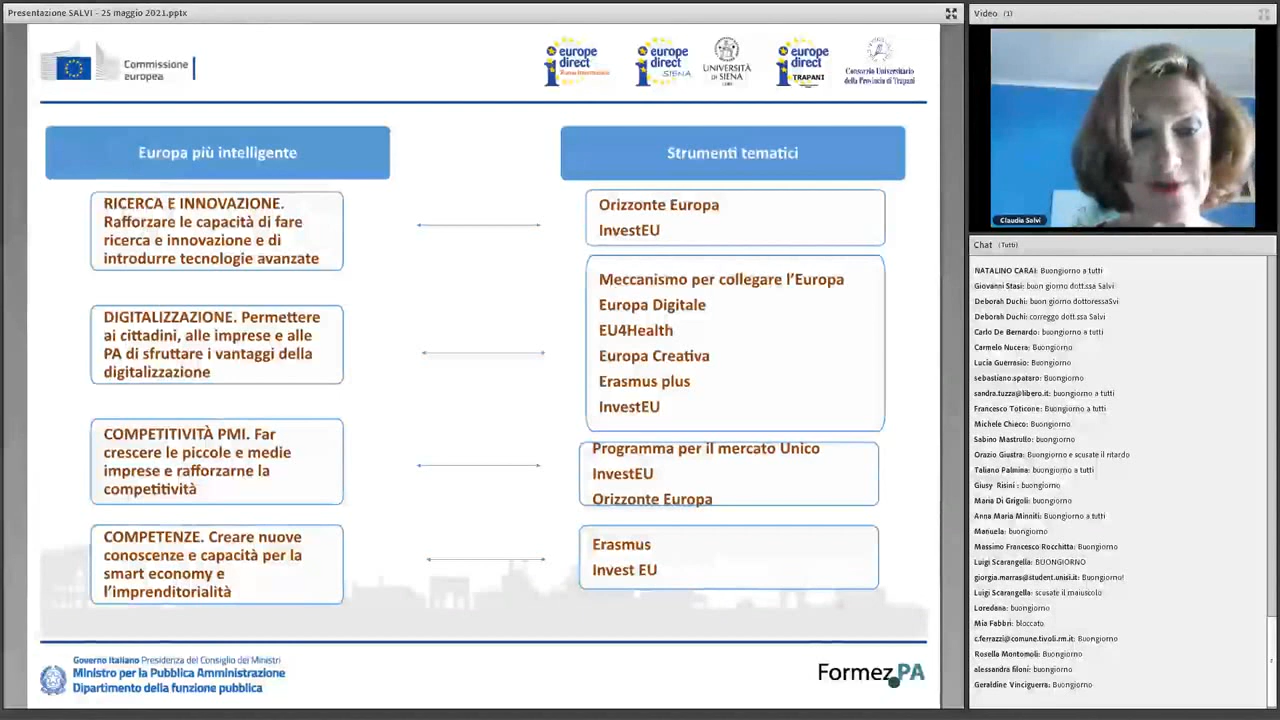 Presentazione SALVI - 25 maggio 2021.pptx
Commissione
europea
europe
direct
Roma Innovazione
europe
direct
SIENA
UNIVERSITÀ
DI SIENA
1240
europe
direct
TRAPANI
Consorzio Universitario
della Provincia di Trapani
Europa più intelligente
Strumenti tematici
RICERCA E INNOVAZIONE.
Rafforzare le capacità di fare
ricerca e innovazione e di
introdurre tecnologie avanzate
Orizzonte Europa
InvestEU
DIGITALIZZAZIONE. Permettere
ai cittadini, alle imprese e alle
PA di sfruttare i vantaggi della
digitalizzazione
Meccanismo per collegare l’Europa
Europa Digitale
EU4Health
Europa Creativa
Erasmus plus
InvestEU
COMPETITIVITÀ PMI. Far
crescere le piccole e medie
imprese e rafforzarne la
competitività
Programma per il mercato Unico
InvestEU
Orizzonte Europa
COMPETENZE. Creare nuove
conoscenze e capacità per la
smart economy e
l’imprenditorialità
Erasmus
Invest EU
Governo Italiano Presidenza del Consiglio dei Ministri
Ministro per la Pubblica Amministrazione
Dipartimento della funzione pubblica
Formez PA
Video (1)
Claudia Salvi
Chat (Tutti)
NATALINO CARAI: Buongiorno a tutti
Giovanni Stasi: buon giorno dott.ssa Salvi
Deborah Duchi: buon giorno dottoressaSvi
Deborah Duchi: correggo dott.ssa Salvi
Carlo De Bernardo: buongiorno a tutti
Carmelo Nucera: Buongiorno
Lucia Guerrasio: Buongiorno
sebastiano.spataro: Buongiorno
sandra.tuzza@libero.it: buongiorno a tutti
Francesco Toticone: Buongiorno a tutti
Michele Chieco: Buongiorno
Sabino Mastrullo: buongiorno
Orazio Giustra: Buongiorno e scusate il ritardo
Taliano Palmina: buongiorno a tutti
Giusy Risini : buongiorno
Maria Di Grigoli: buongiorno
Anna Maria Minniti: Buongiorno a tutti
Manuela: buongiorno
Massimo Francesco Rocchitta: Buongiorno
Luigi Scarangella: BUONGIORNO
giorgia.marras@student.unisi.it: Buongiorno!
Luigi Scarangella: scusate il maiuscolo
Loredana: buongiorno
Mia Fabbri: bloccato
c.ferrazzi@comune.tivoli.rm.it: Buongiorno
Rosella Montomoli: Buongiorno
alessandra filoni: buongiorno
Geraldine Vinciguerra: Buongiorno